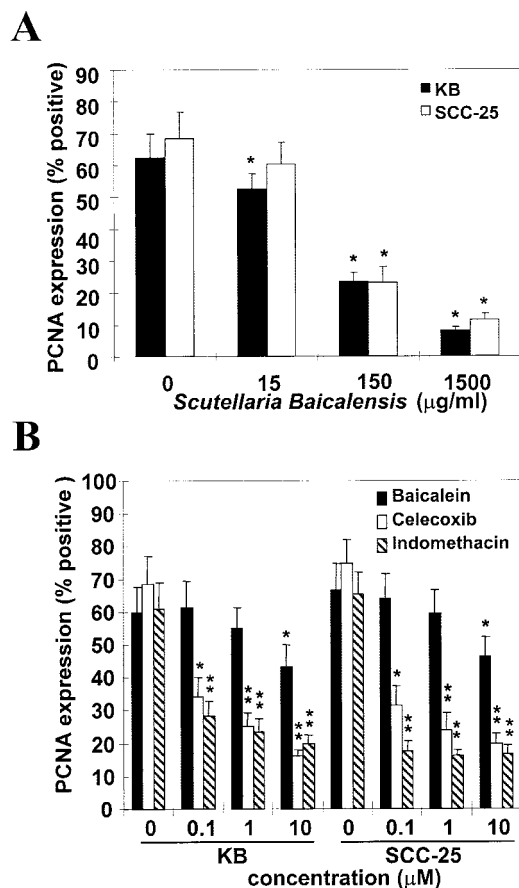 A
PCNA expression (% positive)
90
80
70
60
50
40
30
20
10
0
KB
SCC-25
*
* *
* *
0 15 150 1500
Scutellaria Baicalensis (μg/ml)
B
PCNA expression (% positive )
100
90
80
70
60
50
40
30
20
10
0
Baicalein
Celecoxib
Indomethacin
* ** ** ** * ** **
* ** ** ** * ** **
0 0.1 1 10 0 0.1 1 10
KB SCC-25
concentration (μM)